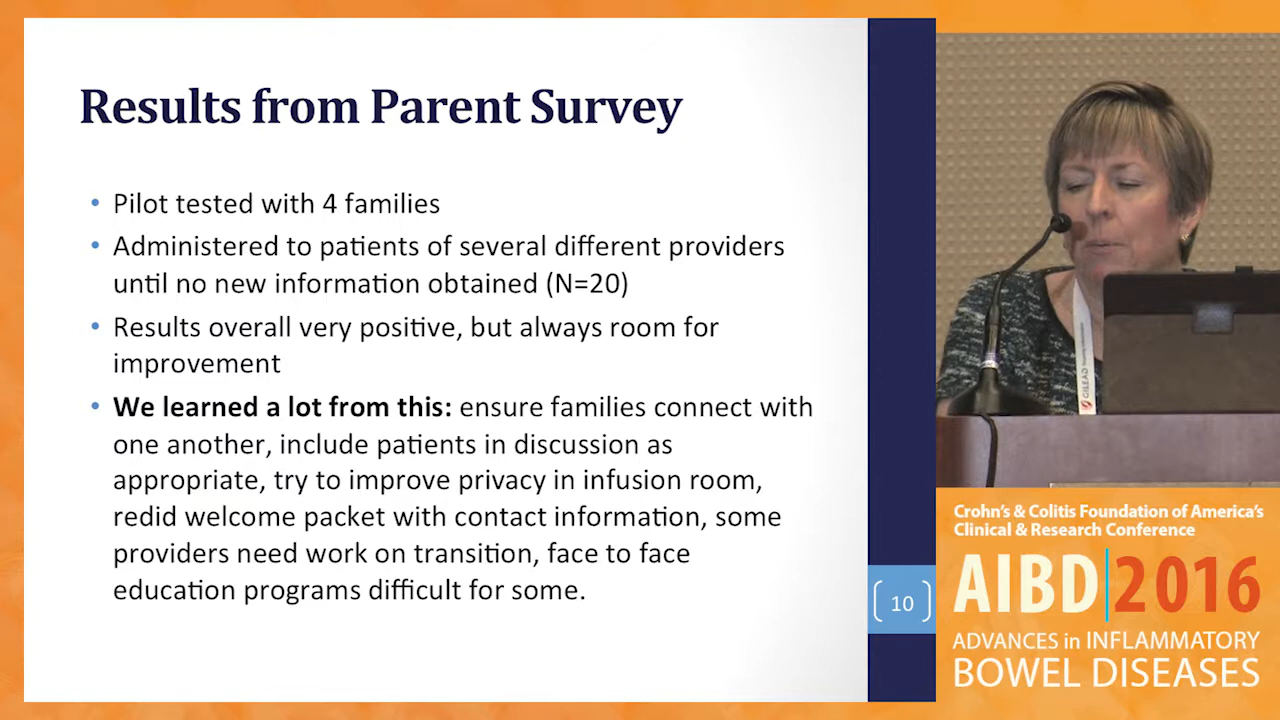 Results from Parent Survey
• Pilot tested with 4 families
• Administered to patients of several different providers
until no new information obtained (N=20)
• Results overall very positive, but always room for
improvement
• We learned a lot from this: ensure families connect with
one another, include patients in discussion as
appropriate, try to improve privacy in infusion room,
redid welcome packet with contact information, some
providers need work on transition, face to face
education programs difficult for some.
10
GILEAD
Crohn's & Colitis Foundation of America's
Clinical & Research Conference
AIBD|2016
ADVANCES in INFLAMMATORY
BOWEL DISEASES